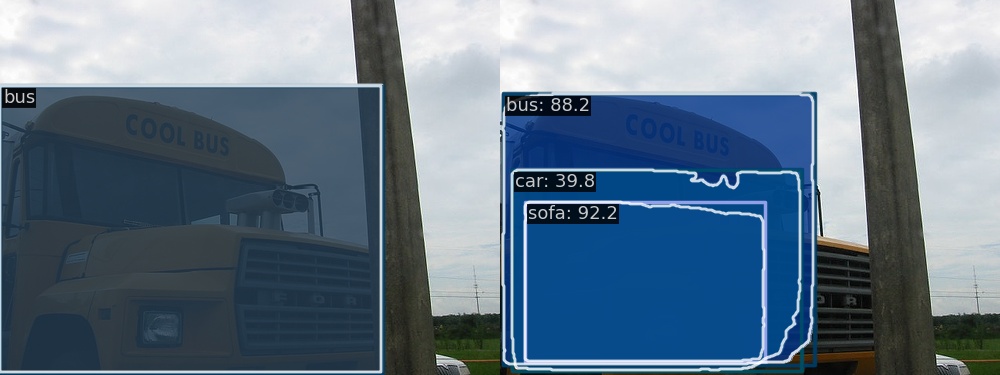 bus
COOL BUS
bus: 88.2
COOL BUS
car: 39.8
sofa: 92.2